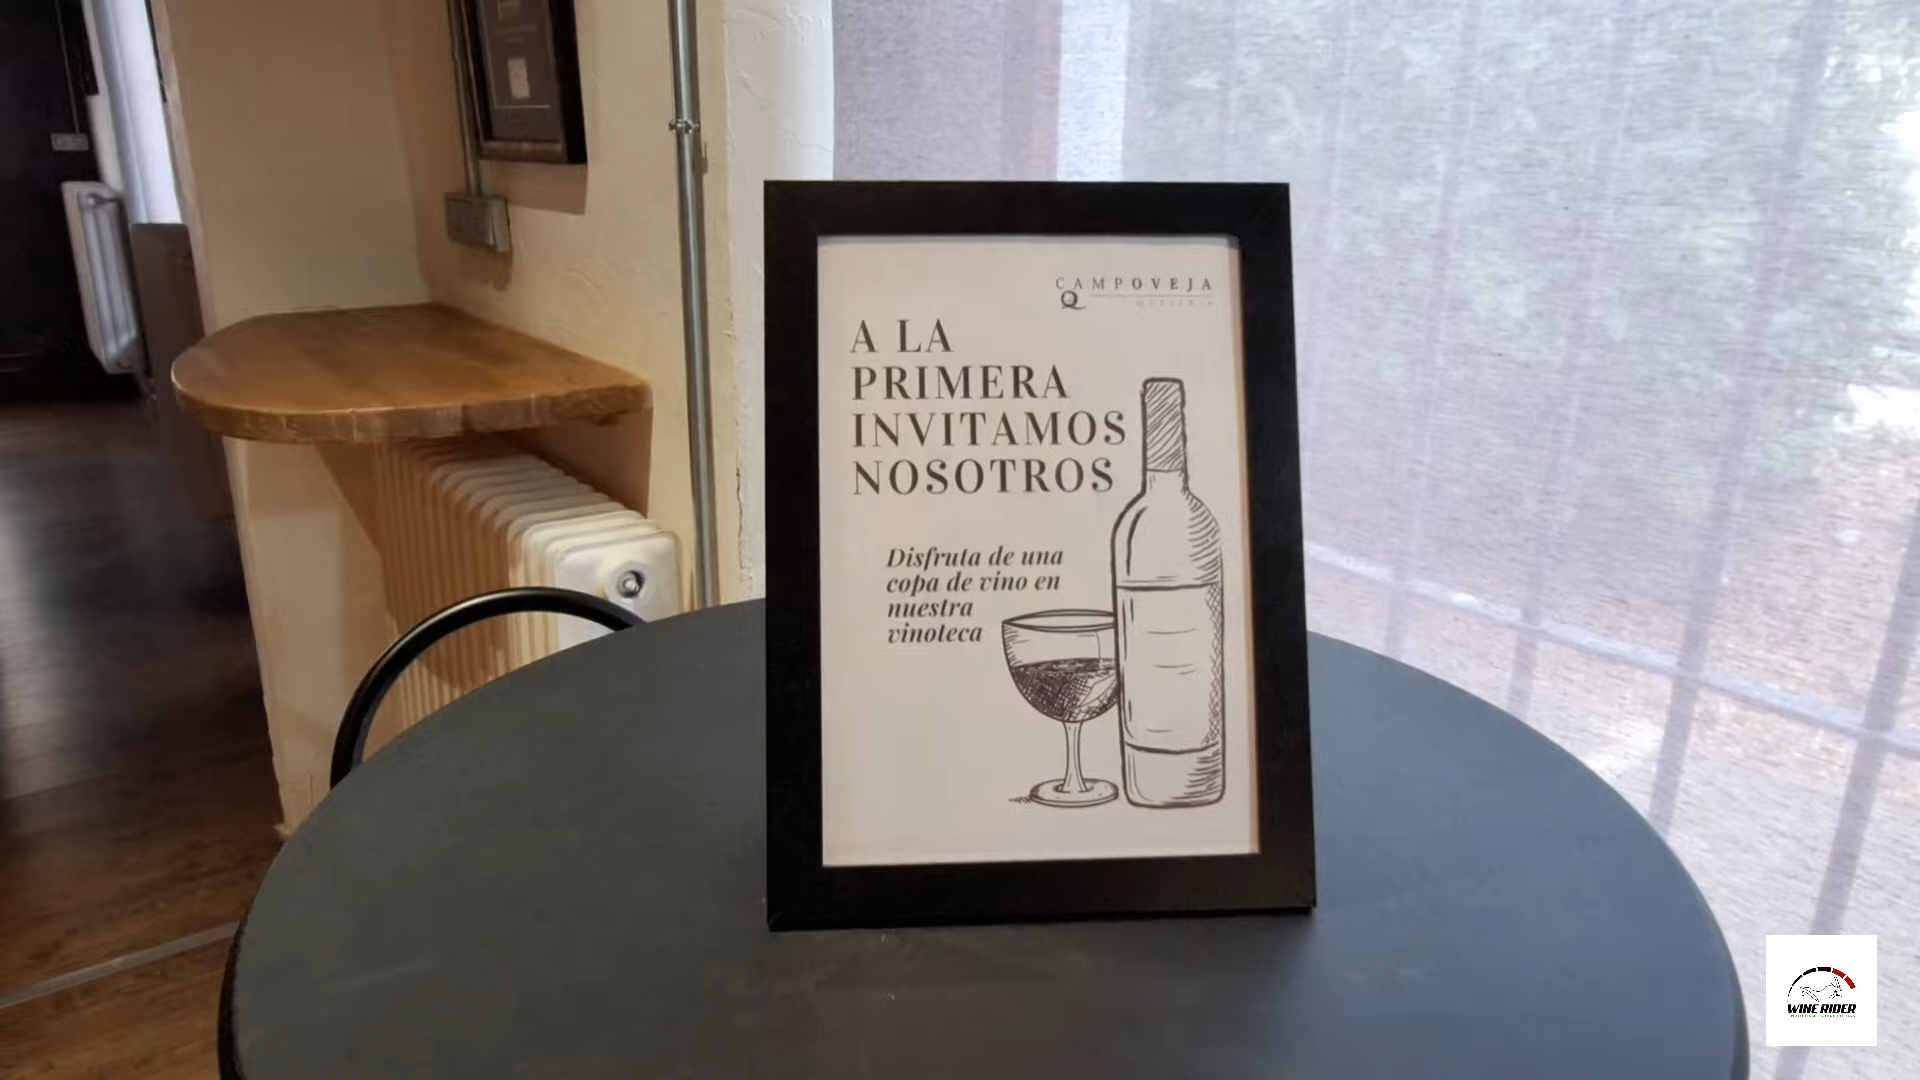 CAMPOVEJA
A LA
PRIMERA
INVITAMOS
NOSOTROS
Disfruta de una
copa de vino en
nuestra
vinoteca
WINE RIDER